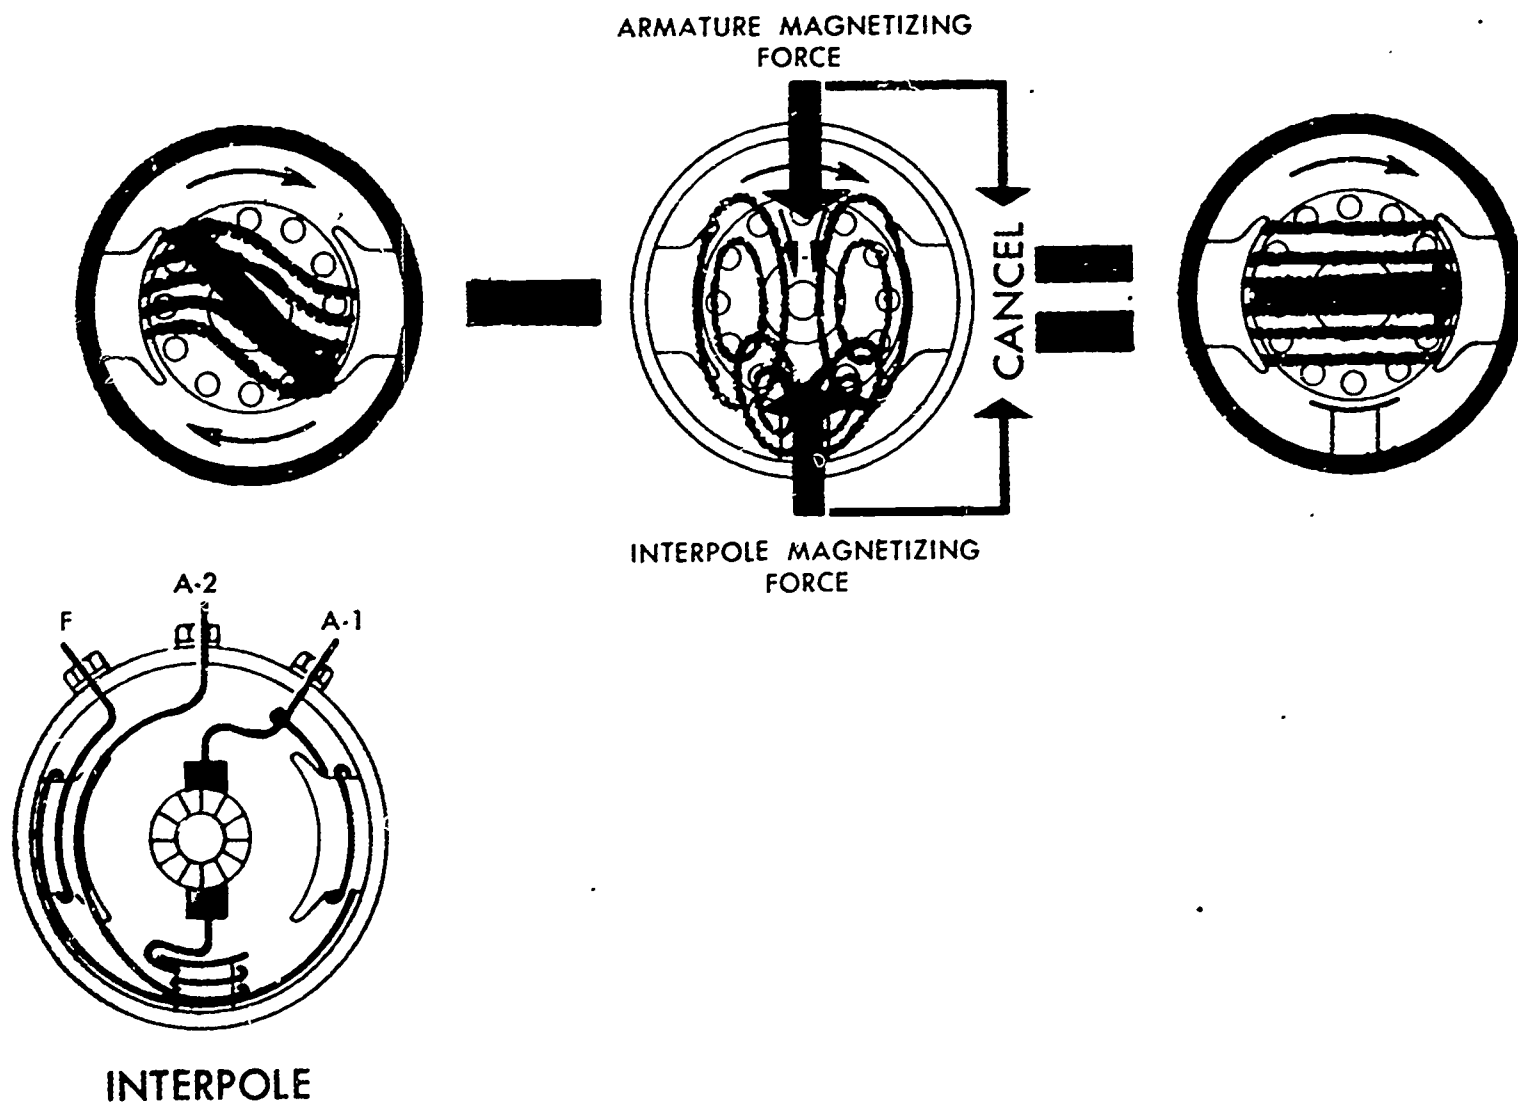 ARMATURE MAGNETIZING
FORCE
CANCEL
INTERPOLE MAGNETIZING
FORCE
A-2
F
A-1
INTERPOLE